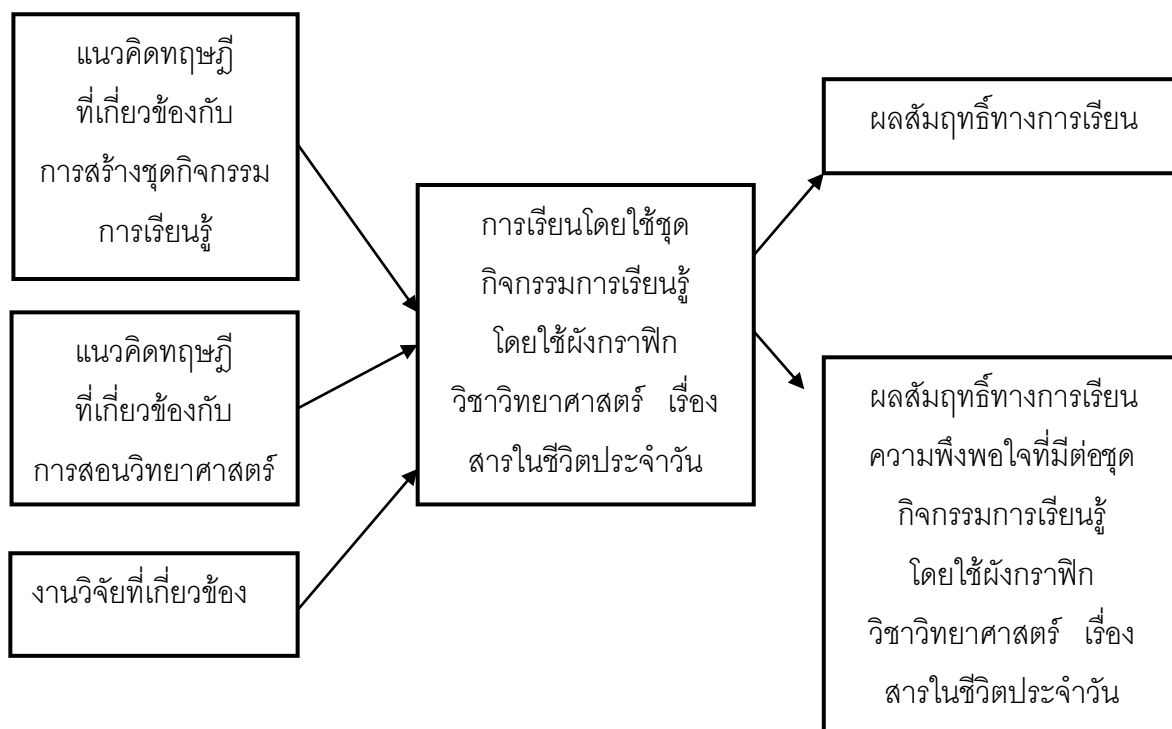 แนวคิดทฤษฎี
ที่เกี่ยวข้องกับ
การสร้างชุดกิจกรรม
การเรียนรู้
แนวคิดทฤษฎี
ที่เกี่ยวข้องกับ
การสอนวิทยาศาสตร์
งานวิจัยที่เกี่ยวข้อง
การเรียนโดยใช้ชุด
กิจกรรมการเรียนรู้
โดยใช้ผังกราฟิก
วิชาวิทยาศาสตร์ เรื่อง
สารในชีวิตประจำวัน
ผลสัมฤทธิ์ทางการเรียน
ผลสัมฤทธิ์ทางการเรียน
ความพึงพอใจที่มีต่อชุด
กิจกรรมการเรียนรู้
โดยใช้ผังกราฟิก
วิชาวิทยาศาสตร์ เรื่อง
สารในชีวิตประจำวัน